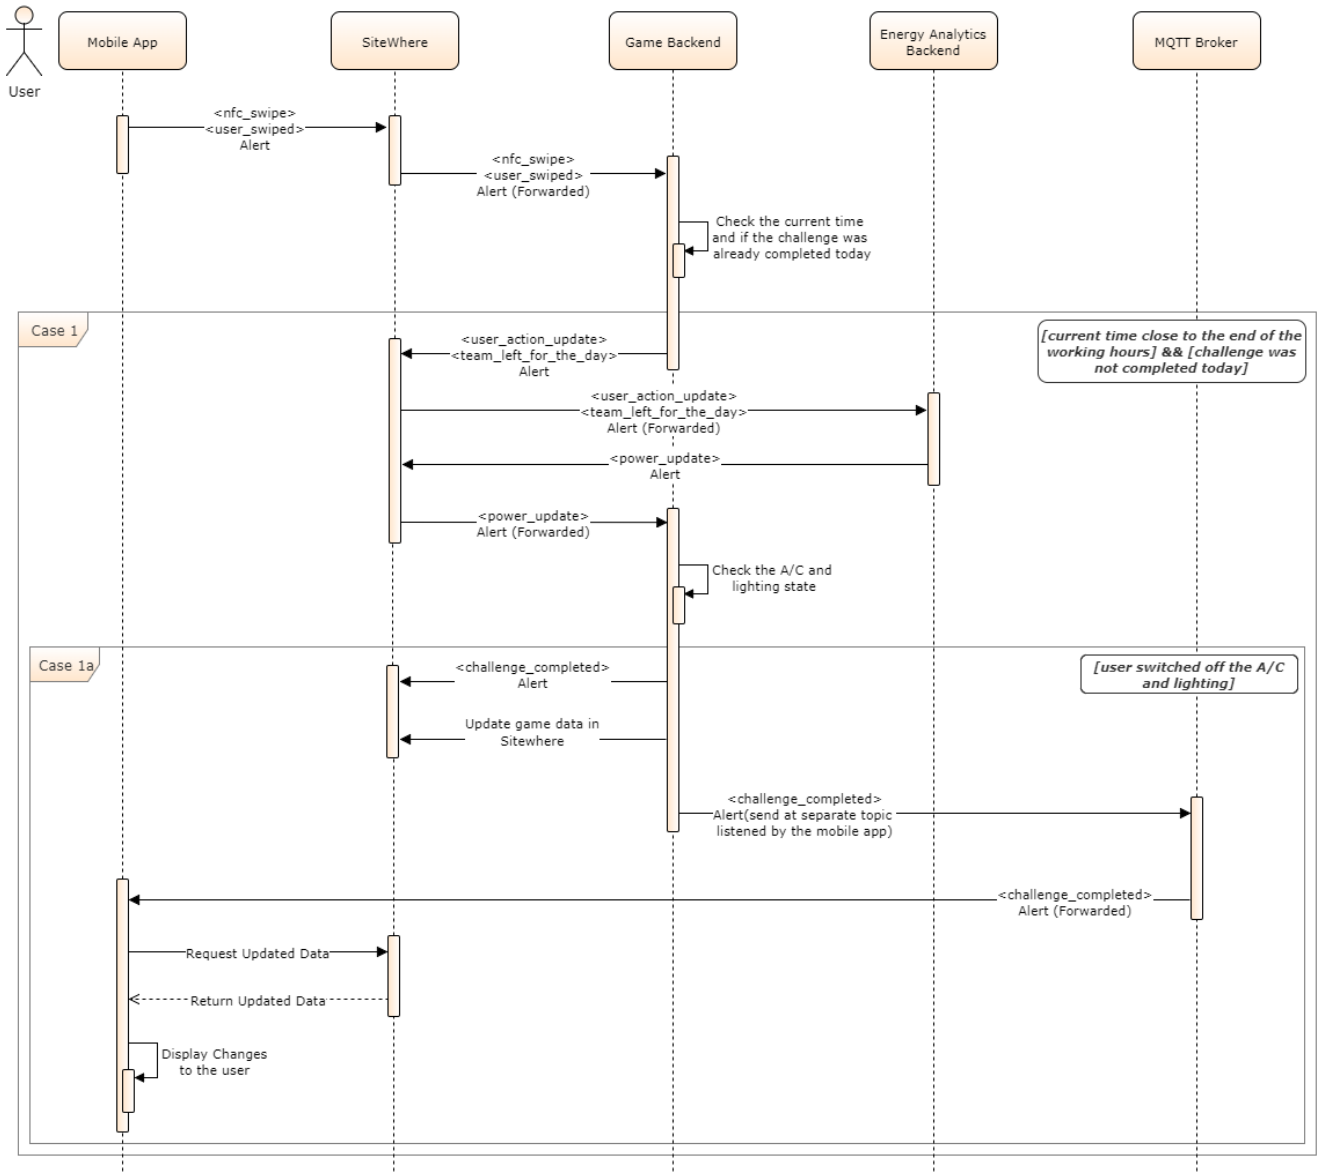 User
Mobile App
SiteWhere
Game Backend
Energy Analytics
Backend
MQTT Broker
<nfc_swipe>
<user_swiped>
Alert
<nfc_swipe>
<user_swiped>
Alert (Forwarded)
Check the current time
and if the challenge was
already completed today
Case 1
[current time close to the end of the
working hours] && [challenge was
not completed today]
<user_action_update>
<team_left_for_the_day>
Alert
<user_action_update>
<team_left_for_the_day>
Alert (Forwarded)
<power_update>
Alert
<power_update>
Alert (Forwarded)
Check the A/C and
lighting state
Case 1a
[user switched off the A/C
and lighting]
<challenge_completed>
Alert
Update game data in
Sitewhere
<challenge_completed>
Alert(send at separate topic
listened by the mobile app)
<challenge_completed>
Alert (Forwarded)
Request Updated Data
Return Updated Data
Display Changes
to the user